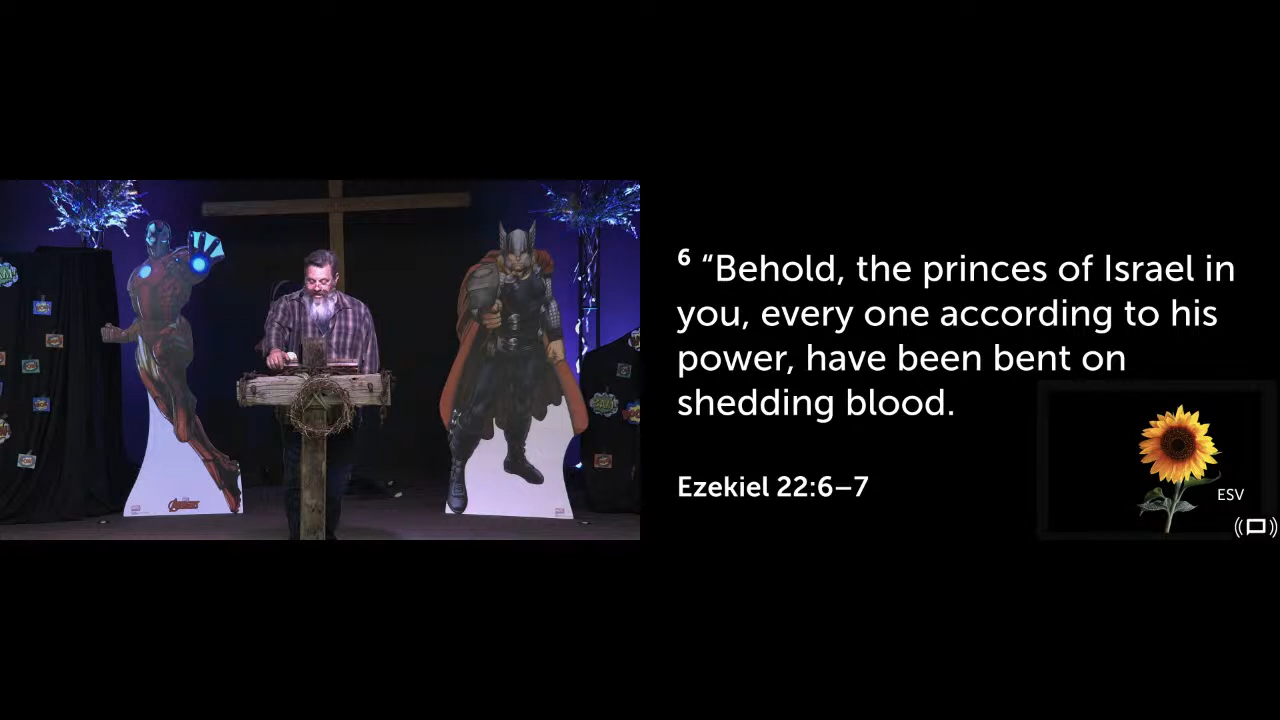 6 “Behold, the princes of Israel in
you, every one according to his
power, have been bent on
shedding blood.
Ezekiel 22:6–7
ESV
AVENGERS